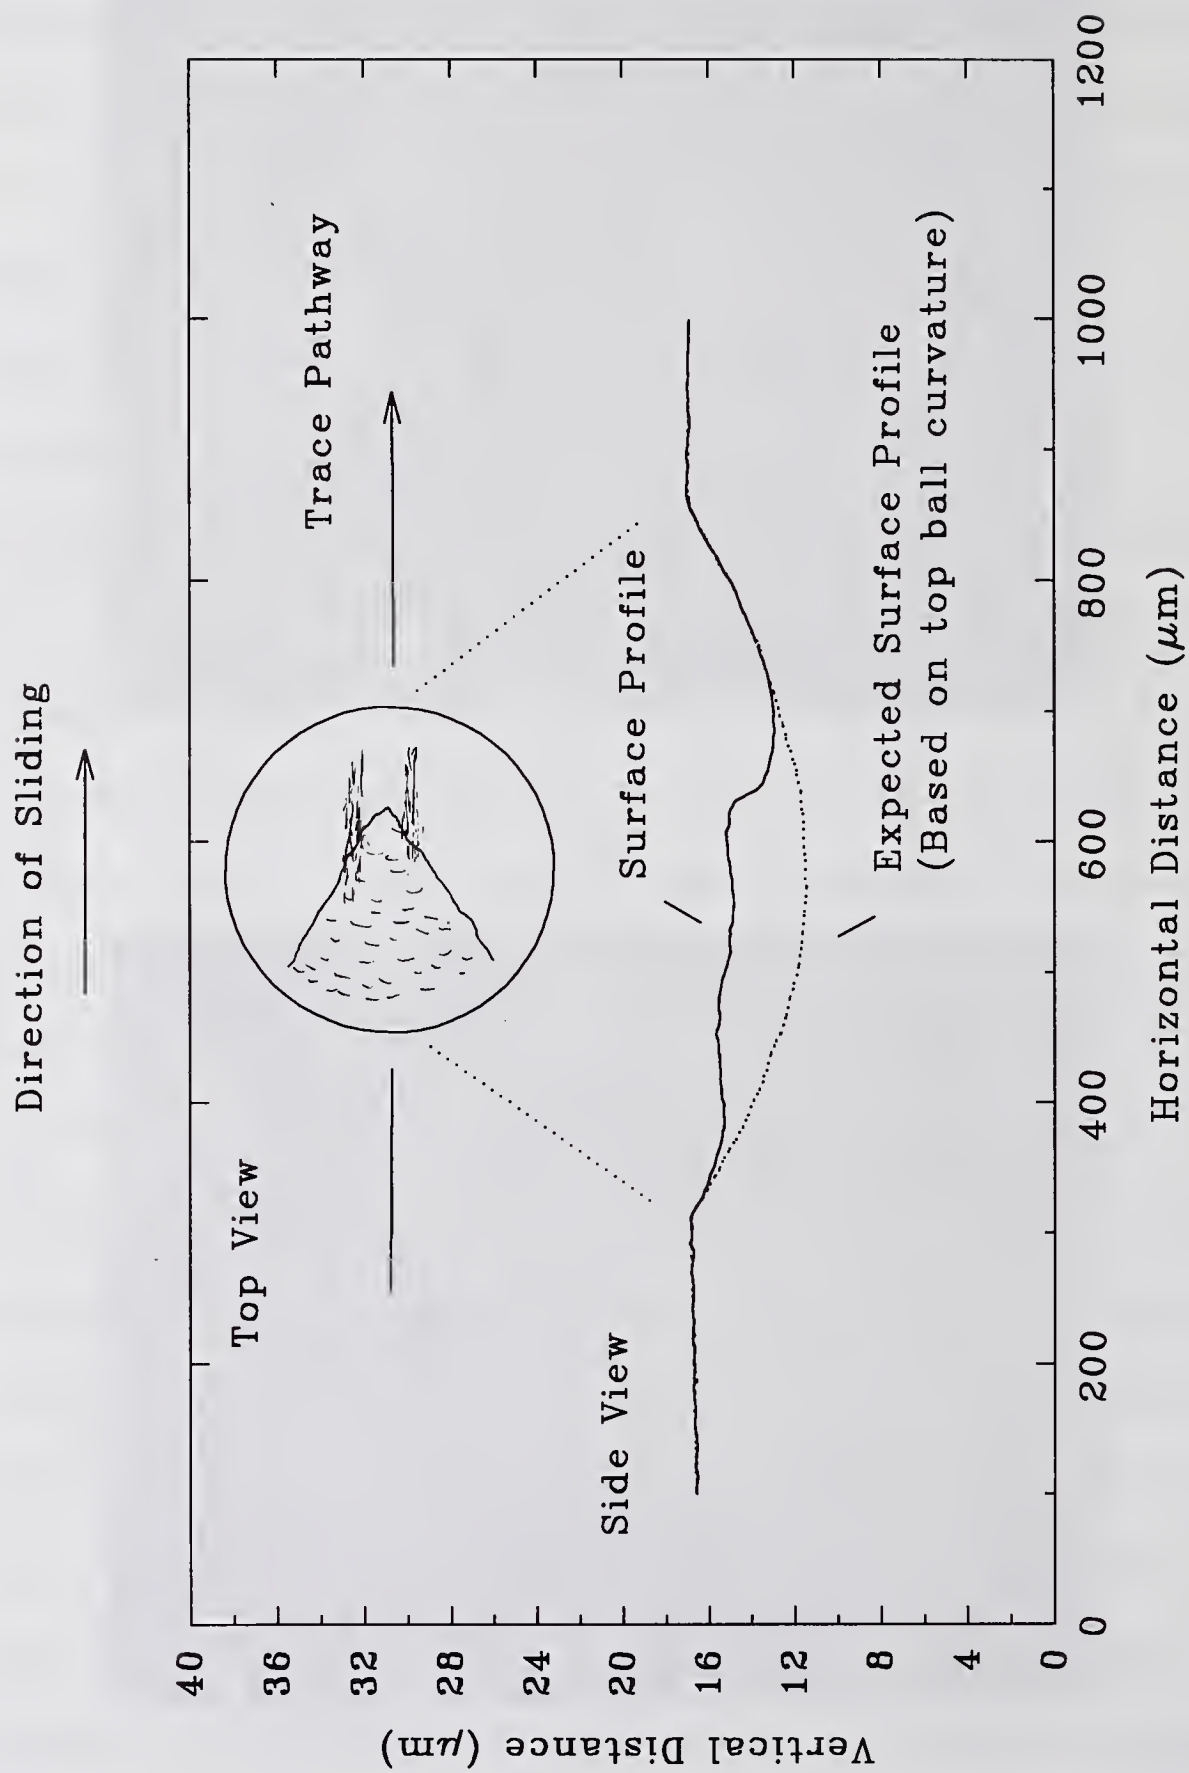 Direction of Sliding
Top View
Trace Pathway
Side View
Surface Profile
Expected Surface Profile
(Based on top ball curvature)
Vertical Distance (μm)
40
36
32
28
24
20
16
12
8
4
0
0
200
400
600
800
1000
1200
Horizontal Distance (μm)